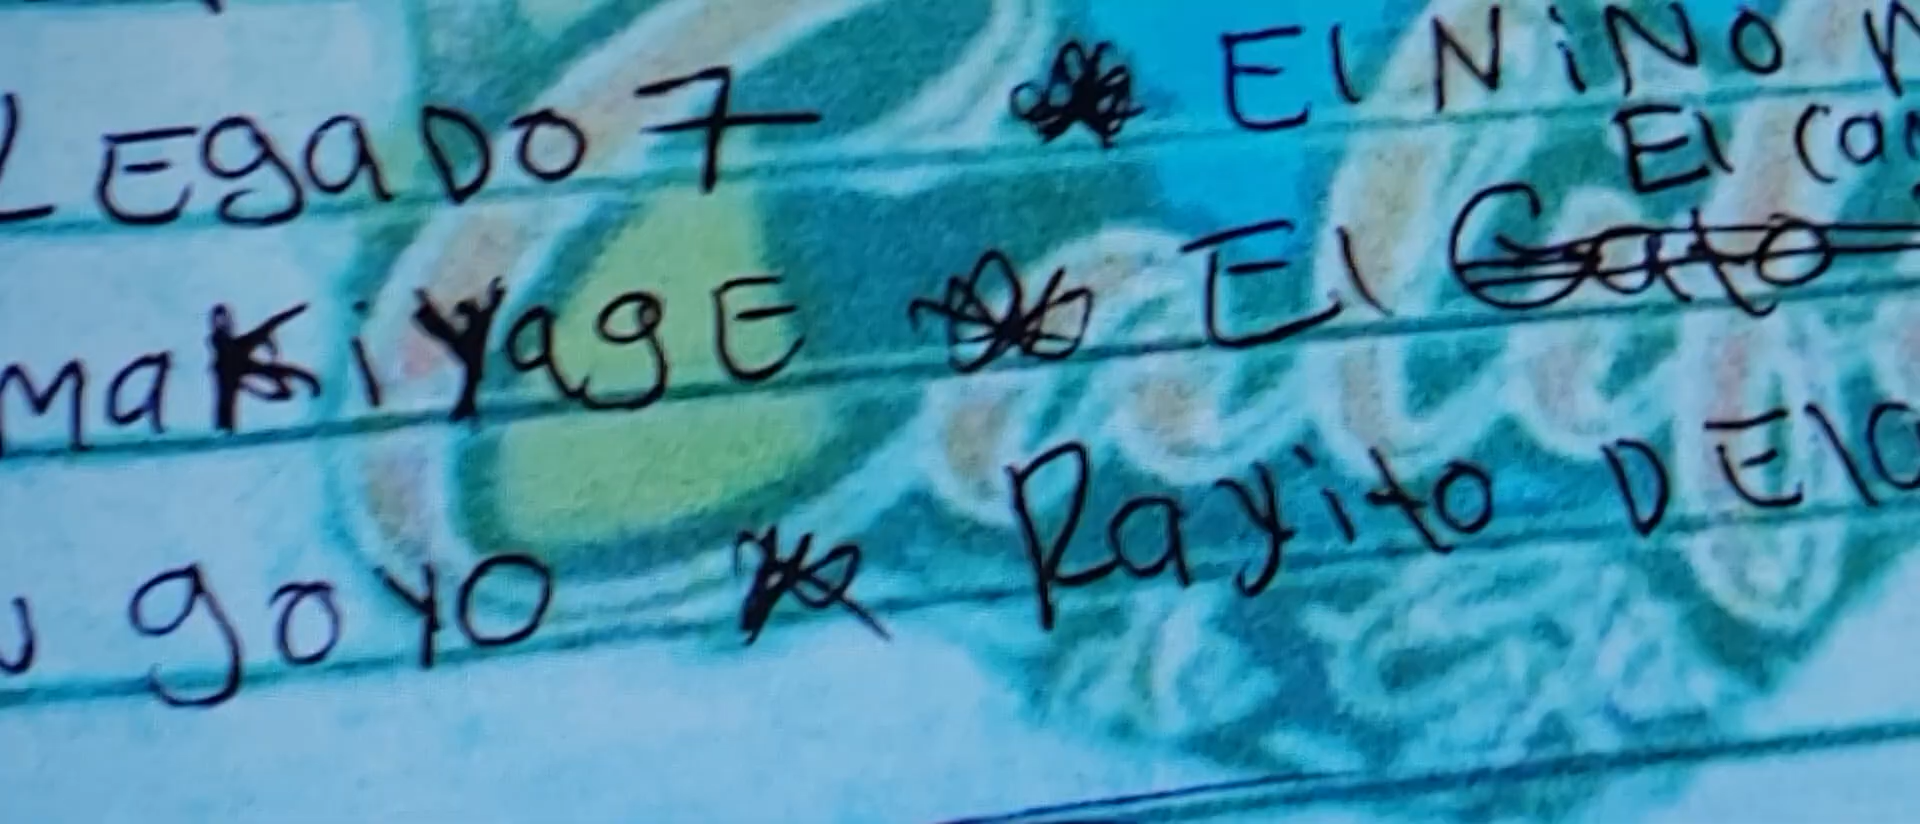 LEgaDo 7 * El NiNo
El
maKiyagE * El Gato
goyo * Rayito DEl